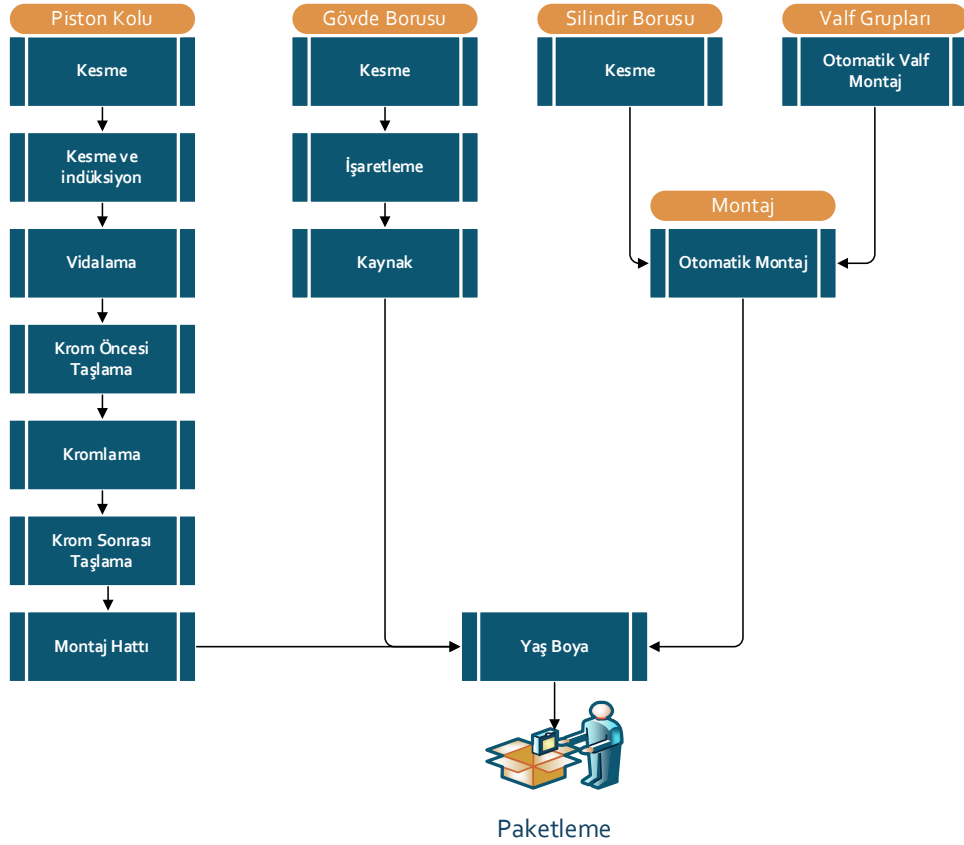 Piston Kolu
Kesme
Kesme ve
indüksiyon
Vidalama
Krom Öncesi
Taşlama
Kromlama
Krom Sonrası
Taşlama
Montaj Hattı
Gövde Borusu
Kesme
İşaretleme
Kaynak
Silindir Borusu
Kesme
Valf Grupları
Otomatik Valf
Montaj
Montaj
Otomatik Montaj
Yaş Boya
Paketleme